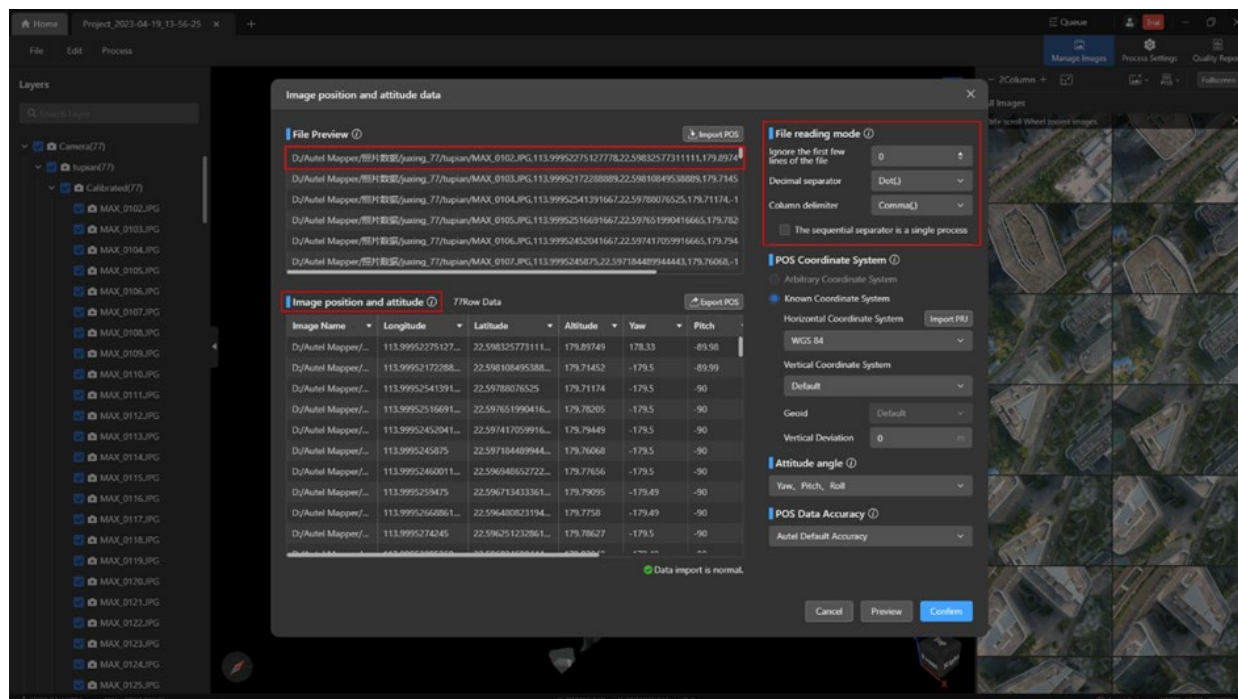 Home Project_2023-04-19_13-56-25 × + Queue Trial
File Edit Process Manage Images Process Settings Quality Repo
Layers
Search Layer
Camera(77)
tupian(77)
Calibrated(77)
MAX_0102.JPG
MAX_0103.JPG
MAX_0104.JPG
MAX_0105.JPG
MAX_0106.JPG
MAX_0107.JPG
MAX_0108.JPG
MAX_0109.JPG
MAX_0110.JPG
MAX_0111.JPG
MAX_0112.JPG
MAX_0113.JPG
MAX_0114.JPG
MAX_0115.JPG
MAX_0116.JPG
MAX_0117.JPG
MAX_0118.JPG
MAX_0119.JPG
MAX_0120.JPG
MAX_0121.JPG
MAX_0122.JPG
MAX_0123.JPG
MAX_0124.JPG
MAX_0125.JPG
Image position and attitude data
File Preview Import POS
D:/Autel Mapper/照片数据/juxing_77/tupian/MAX_0102.JPG,113.99952275127778,22.59832577311111,179.8974
D:/Autel Mapper/照片数据/juxing_77/tupian/MAX_0103.JPG,113.99952172288889,22.59810849538889,179.7145
D:/Autel Mapper/照片数据/juxing_77/tupian/MAX_0104.JPG,113.99952541391667,22.59788076525,179.71174,-1
D:/Autel Mapper/照片数据/juxing_77/tupian/MAX_0105.JPG,113.99952516691667,22.597651990416665,179.782
D:/Autel Mapper/照片数据/juxing_77/tupian/MAX_0106.JPG,113.99952452041667,22.597417059916665,179.794
D:/Autel Mapper/照片数据/juxing_77/tupian/MAX_0107.JPG,113.9995245875,22.597184489944443,179.76068,-1
Image position and attitude 77Row Data Export POS
Image Name Longitude Latitude Altitude Yaw Pitch
D:/Autel Mapper/... 113.99952275127... 22.598325773111... 179.89749 178.33 -89.98
D:/Autel Mapper/... 113.99952172288... 22.598108495388... 179.71452 -179.5 -89.99
D:/Autel Mapper/... 113.99952541391... 22.59788076525 179.71174 -179.5 -90
D:/Autel Mapper/... 113.99952516691... 22.597651990416... 179.78205 -179.5 -90
D:/Autel Mapper/... 113.99952452041... 22.597417059916... 179.79449 -179.5 -90
D:/Autel Mapper/... 113.9995245875 22.597184489944... 179.76068 -179.5 -90
D:/Autel Mapper/... 113.99952460011... 22.596948652722... 179.77656 -179.5 -90
D:/Autel Mapper/... 113.9995259475 22.596713433361... 179.79095 -179.49 -90
D:/Autel Mapper/... 113.99952668861... 22.596480823194... 179.7758 -179.49 -90
D:/Autel Mapper/... 113.9995274245 22.596251232861... 179.78627 -179.5 -90
Data import is normal.
File reading mode
Ignore the first few lines of the file 0
Decimal separator Dot(.)
Column delimiter Comma(,)
The sequential separator is a single process
POS Coordinate System
Arbitrary Coordinate System
Known Coordinate System
Horizontal Coordinate System Import PRJ
WGS 84
Vertical Coordinate System
Default
Geoid Default
Vertical Deviation 0 m
Attitude angle
Yaw、Pitch、Roll
POS Data Accuracy
Autel Default Accuracy
Cancel Preview Confirm
2Column + Fullscreen
All Images
scroll Wheel zoom images.